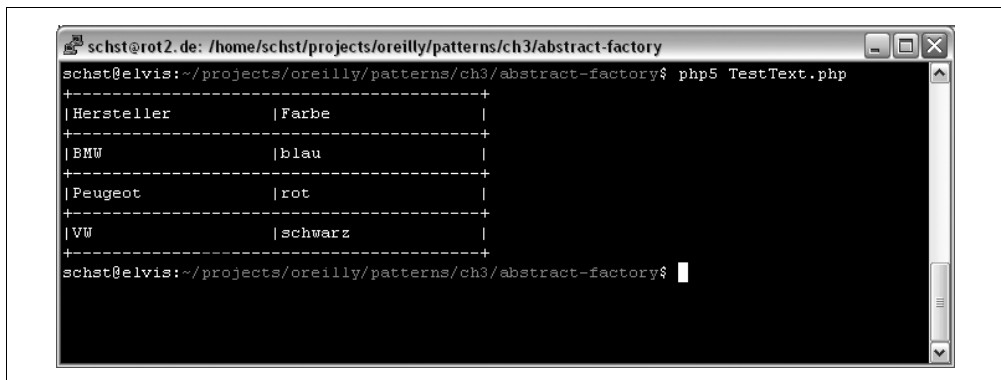 schst@rot2.de: /home/schst/projects/oreilly/patterns/ch3/abstract-factory
schst@elvis:~/projects/oreilly/patterns/ch3/abstract-factory$ php5 TestText.php
+----------------------------------------+
|Hersteller          |Farbe               |
+----------------------------------------+
|BMW                 |blau                |
+----------------------------------------+
|Peugeot             |rot                 |
+----------------------------------------+
|VW                  |schwarz             |
+----------------------------------------+
schst@elvis:~/projects/oreilly/patterns/ch3/abstract-factory$